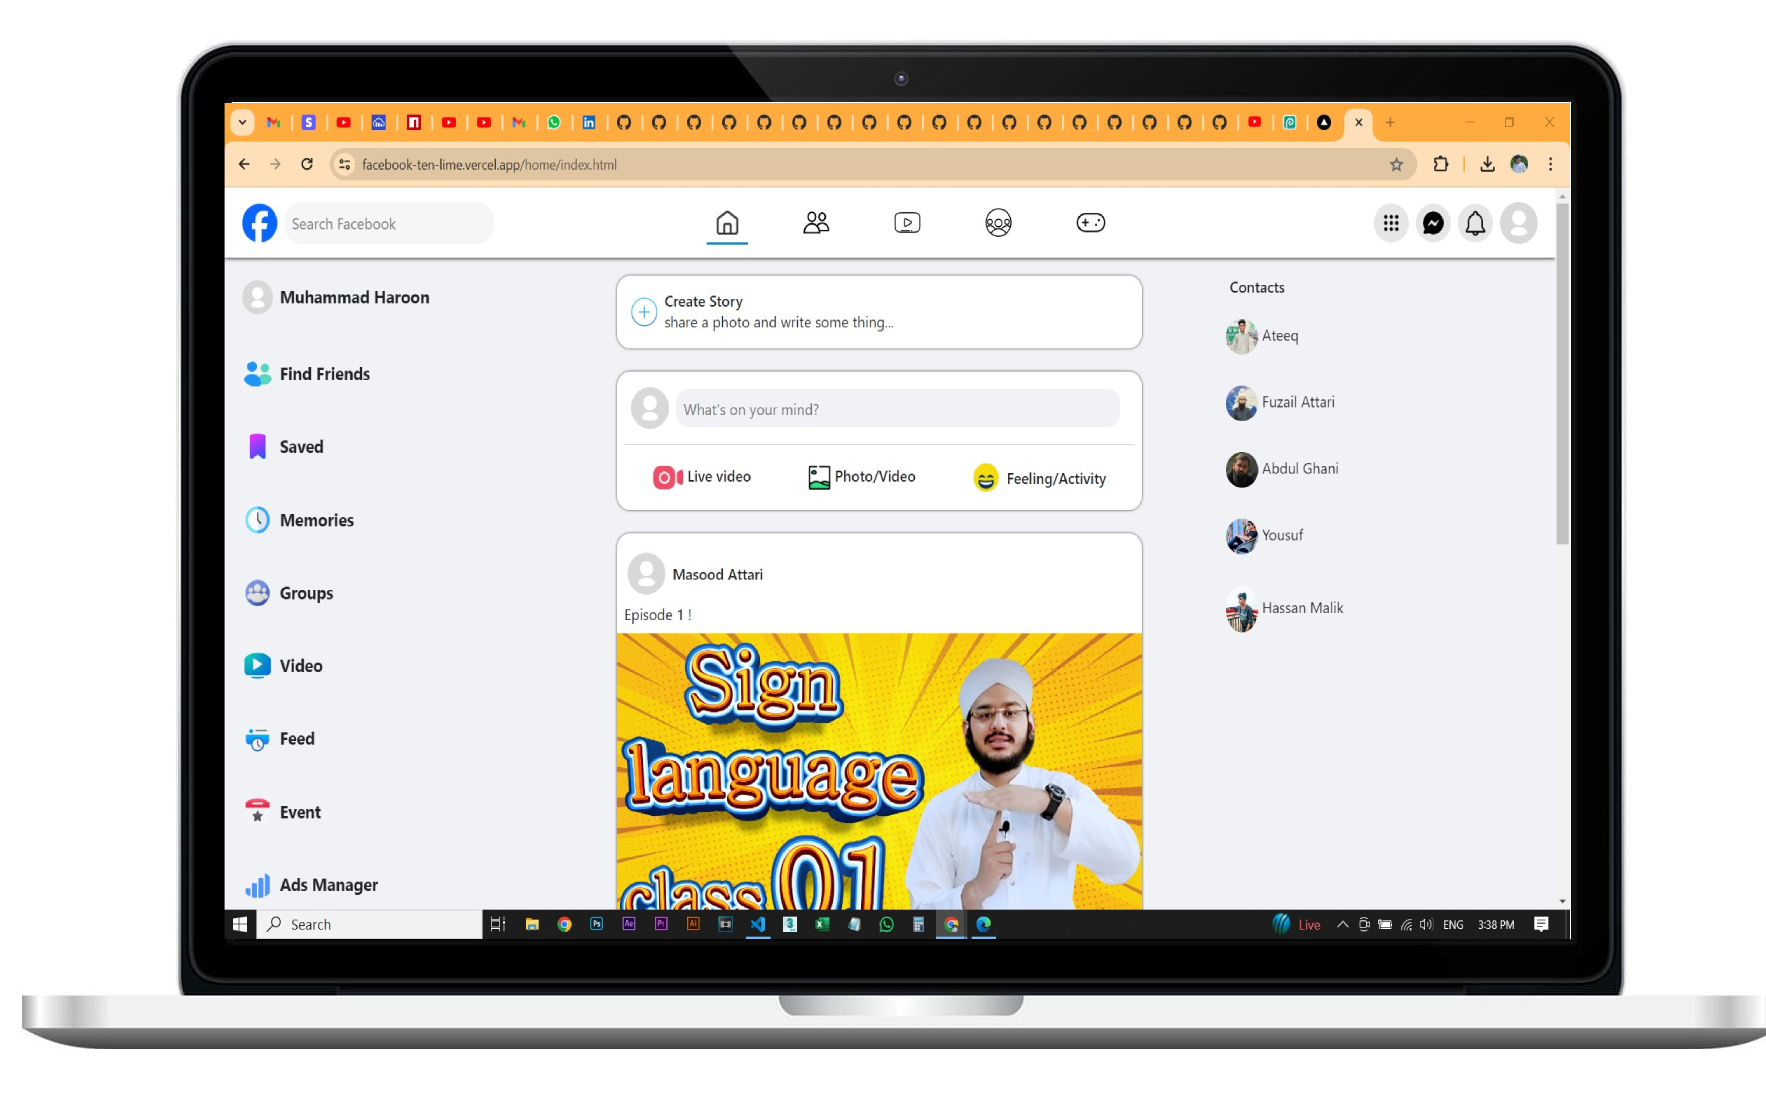 facebook-ten-lime.vercel.app/home/index.html
Search Facebook
Muhammad Haroon
Find Friends
Saved
Memories
Groups
Video
Feed
Event
Ads Manager
Create Story
share a photo and write some thing...
What's on your mind?
Live video
Photo/Video
Feeling/Activity
Masood Attari
Episode 1 !
Sign
language
class 01
Contacts
Ateeq
Fuzail Attari
Abdul Ghani
Yousuf
Hassan Malik
Search
Live
ENG
3:38 PM